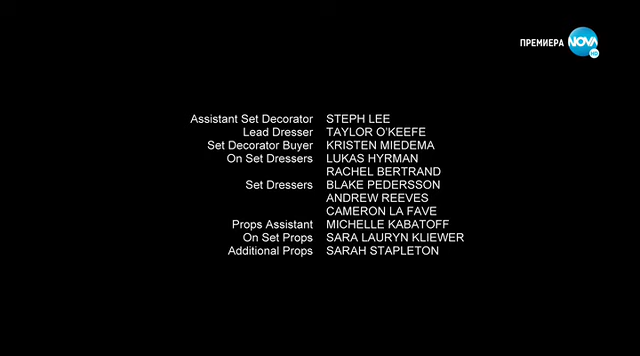 ПРЕМИЕРА NOVA HD
Assistant Set Decorator STEPH LEE
Lead Dresser TAYLOR O'KEEFE
Set Decorator Buyer KRISTEN MIEDEMA
On Set Dressers LUKAS HYRMAN
RACHEL BERTRAND
Set Dressers BLAKE PEDERSSON
ANDREW REEVES
CAMERON LA FAVE
Props Assistant MICHELLE KABATOFF
On Set Props SARA LAURYN KLIEWER
Additional Props SARAH STAPLETON